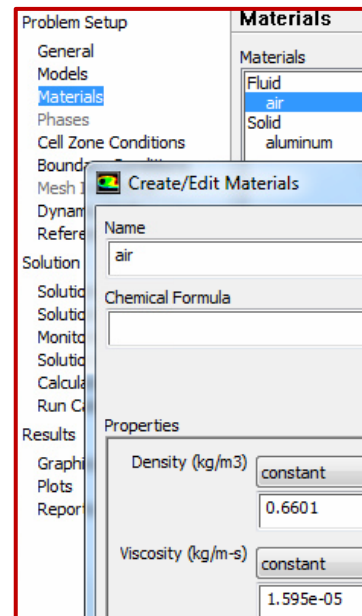 Problem Setup
General
Models
Materials
Phases
Cell Zone Conditions
Mesh
Solution
Run
Results
Plots
Materials
Materials
Fluid
air
Solid
aluminum
Create/Edit Materials
Name
air
Chemical Formula
Properties
Density (kg/m3)
constant
0.6601
Viscosity (kg/m-s)
constant
1.595e-05